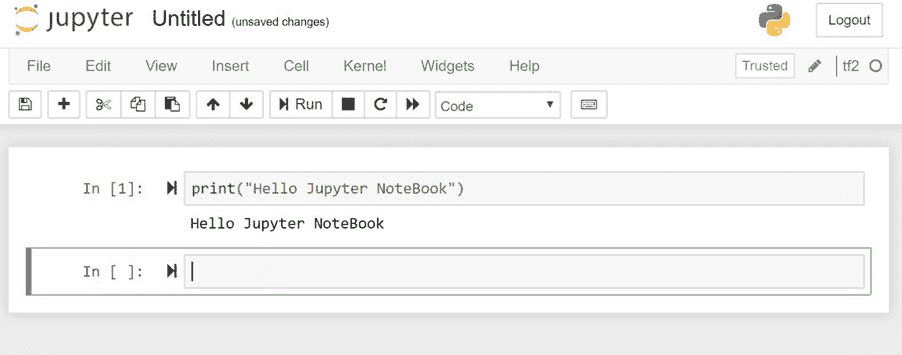 jupyter Untitled (unsaved changes) Logout
File Edit View Insert Cell Kernel Widgets Help Trusted tf2
Run Code
In [1]: print("Hello Jupyter NoteBook")
Hello Jupyter NoteBook
In [ ]: